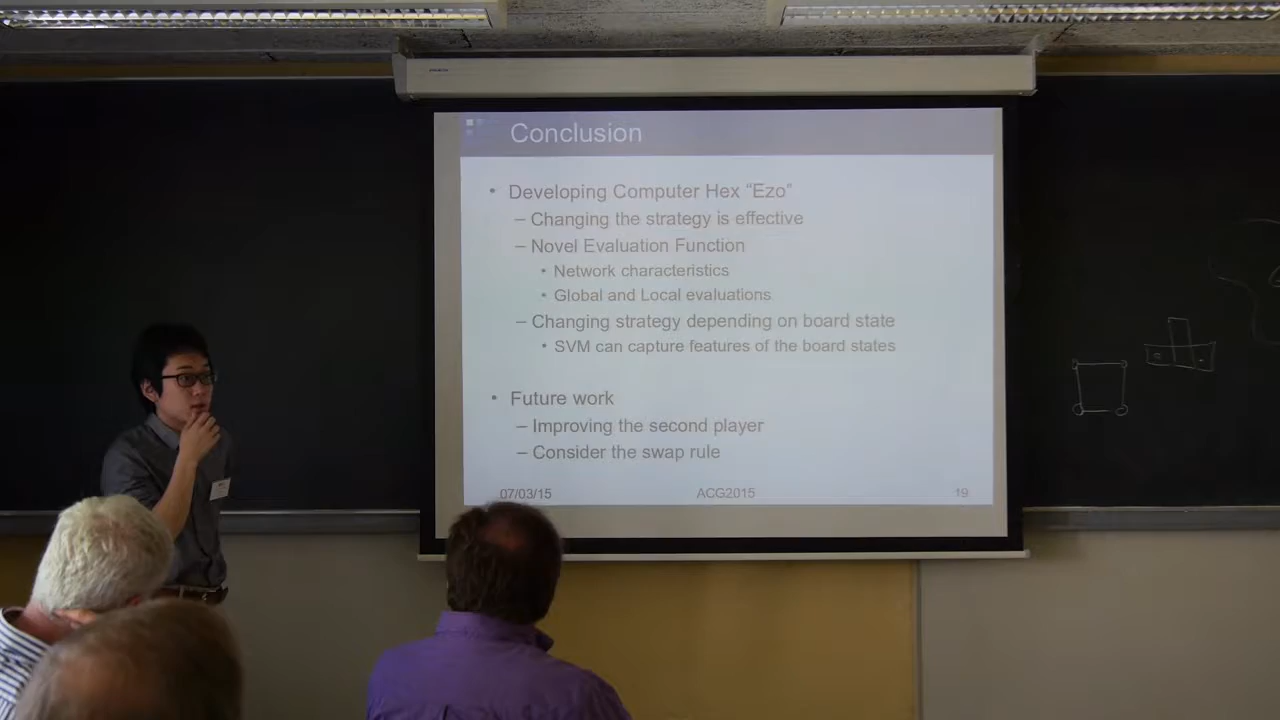 Conclusion
• Developing Computer Hex “Ezo”
– Changing the strategy is effective
– Novel Evaluation Function
• Network characteristics
• Global and Local evaluations
– Changing strategy depending on board state
• SVM can capture features of the board states
• Future work
– Improving the second player
– Consider the swap rule
07/03/15 ACG2015 19